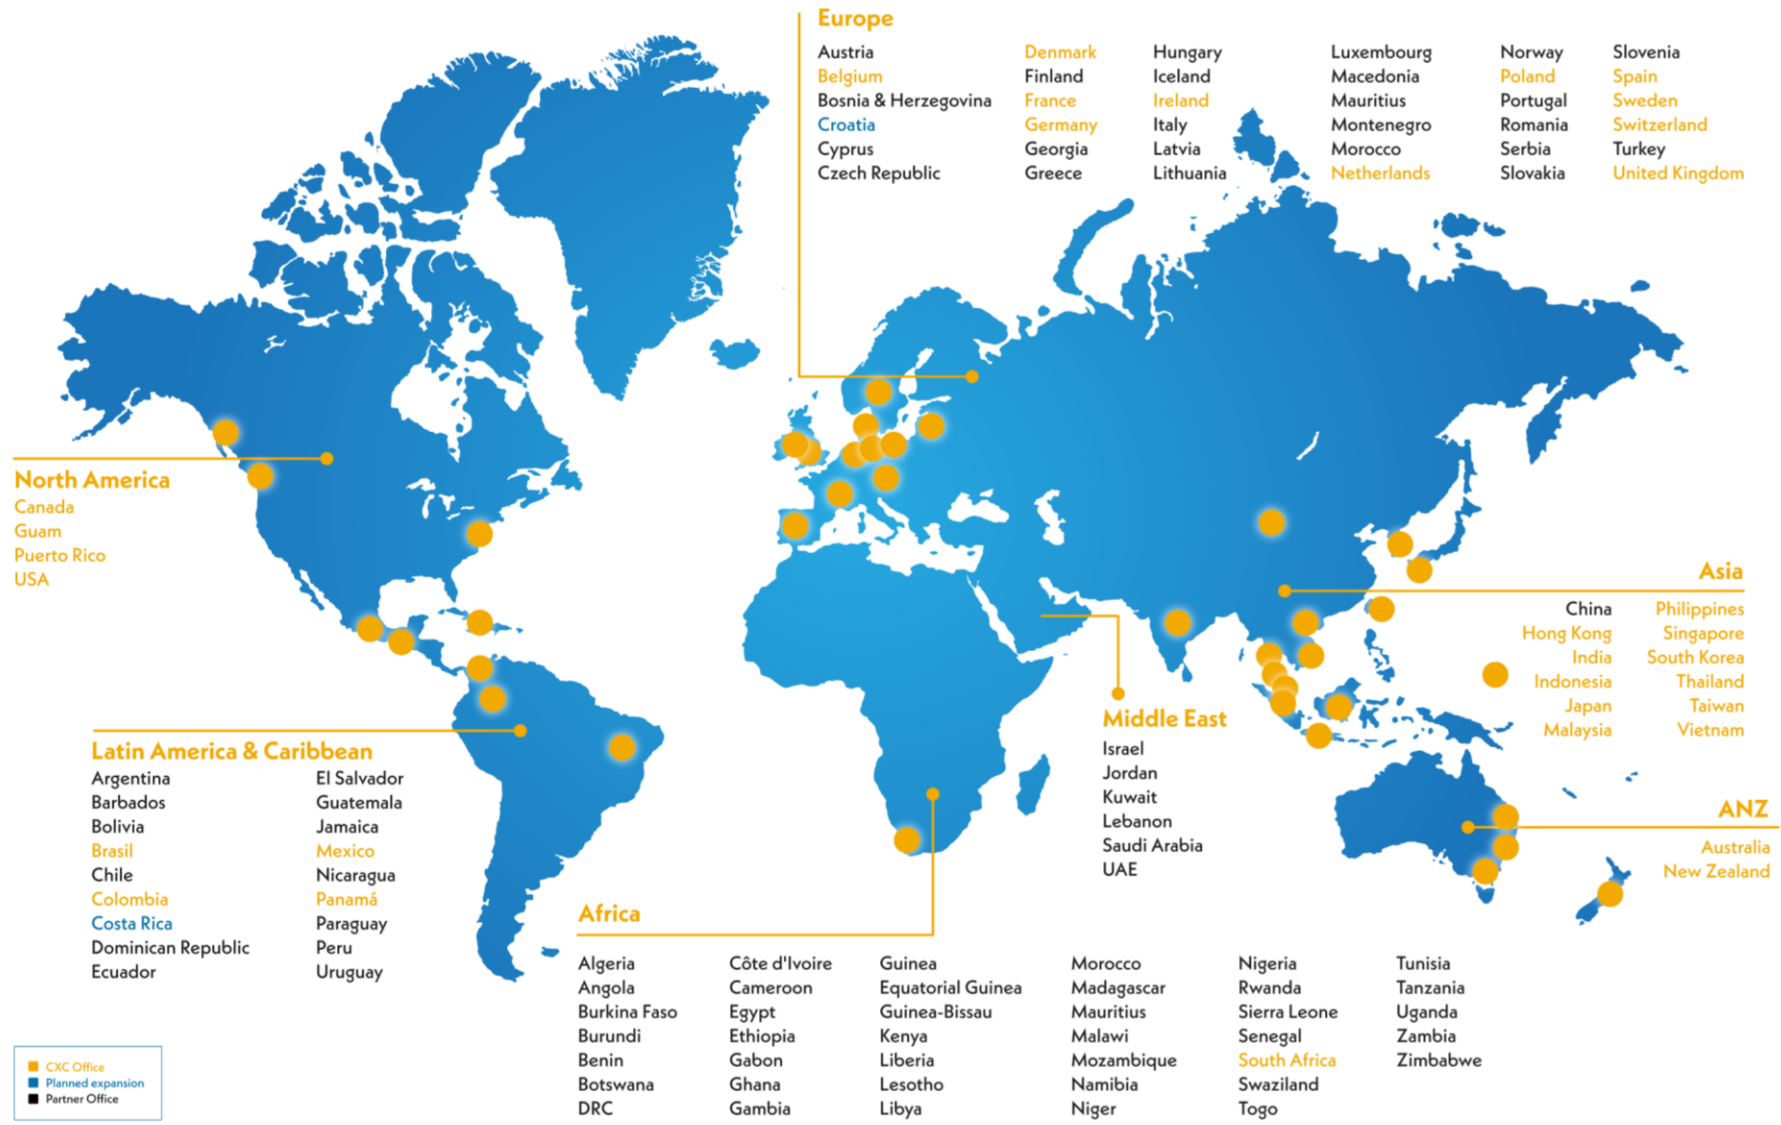 Europe
Austria
Belgium
Bosnia & Herzegovina
Croatia
Cyprus
Czech Republic
Denmark
Finland
France
Germany
Georgia
Greece
Hungary
Iceland
Ireland
Italy
Latvia
Lithuania
Luxembourg
Macedonia
Mauritius
Montenegro
Morocco
Netherlands
Norway
Poland
Portugal
Romania
Serbia
Slovakia
Slovenia
Spain
Sweden
Switzerland
Turkey
United Kingdom
North America
Canada
Guam
Puerto Rico
USA
Asia
China
Hong Kong
India
Indonesia
Japan
Malaysia
Philippines
Singapore
South Korea
Thailand
Taiwan
Vietnam
Latin America & Caribbean
Argentina
Barbados
Bolivia
Brasil
Chile
Colombia
Costa Rica
Dominican Republic
Ecuador
El Salvador
Guatemala
Jamaica
Mexico
Nicaragua
Panamá
Paraguay
Peru
Uruguay
Middle East
Israel
Jordan
Kuwait
Lebanon
Saudi Arabia
UAE
ANZ
Australia
New Zealand
Africa
Algeria
Angola
Burkina Faso
Burundi
Benin
Botswana
DRC
Côte d'Ivoire
Cameroon
Egypt
Ethiopia
Gabon
Ghana
Gambia
Guinea
Equatorial Guinea
Guinea-Bissau
Kenya
Liberia
Lesotho
Libya
Morocco
Madagascar
Mauritius
Malawi
Mozambique
Namibia
Niger
Nigeria
Rwanda
Sierra Leone
Senegal
South Africa
Swaziland
Togo
Tunisia
Tanzania
Uganda
Zambia
Zimbabwe
CXC Office
Planned expansion
Partner Office